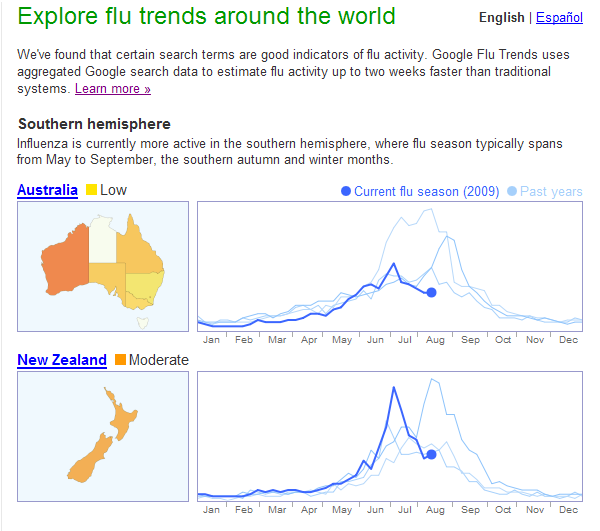 Explore flu trends around the world
English | Español
We've found that certain search terms are good indicators of flu activity. Google Flu Trends uses
aggregated Google search data to estimate flu activity up to two weeks faster than traditional
systems. Learn more »
Southern hemisphere
Influenza is currently more active in the southern hemisphere, where flu season typically spans
from May to September, the southern autumn and winter months.
Australia Low
Current flu season (2009) Past years
Jan Feb Mar Apr May Jun Jul Aug Sep Oct Nov Dec
New Zealand Moderate
Jan Feb Mar Apr May Jun Jul Aug Sep Oct Nov Dec